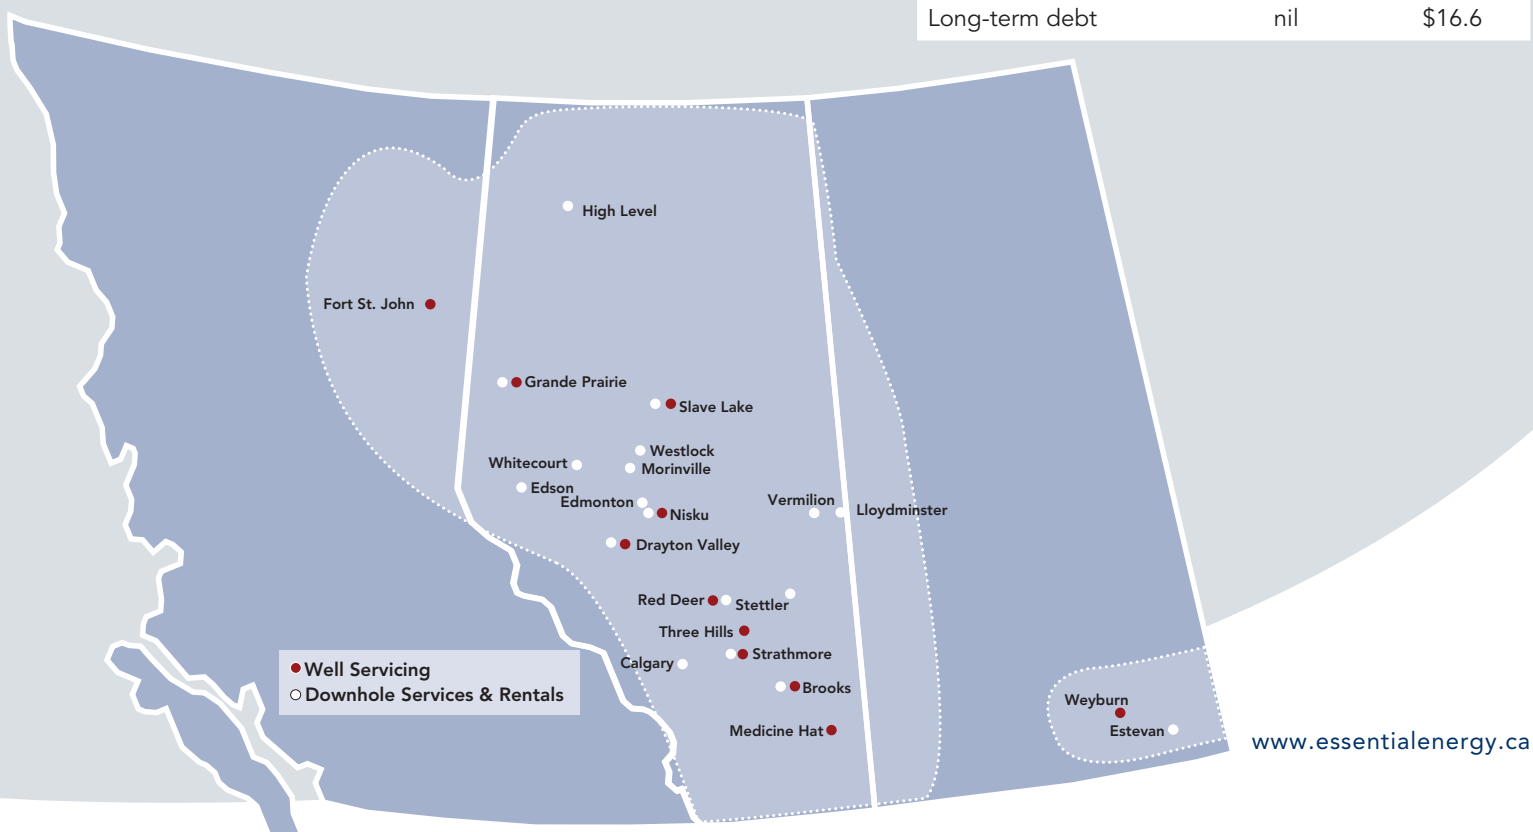 Long-term debt nil $16.6
High Level
Fort St. John
Grande Prairie
Slave Lake
Westlock
Whitecourt
Morinville
Edson
Edmonton
Vermilion
Lloydminster
Nisku
Drayton Valley
Red Deer
Stettler
Three Hills
Strathmore
Calgary
Well Servicing
Downhole Services & Rentals
Brooks
Weyburn
Medicine Hat
Estevan
www.essentialenergy.ca